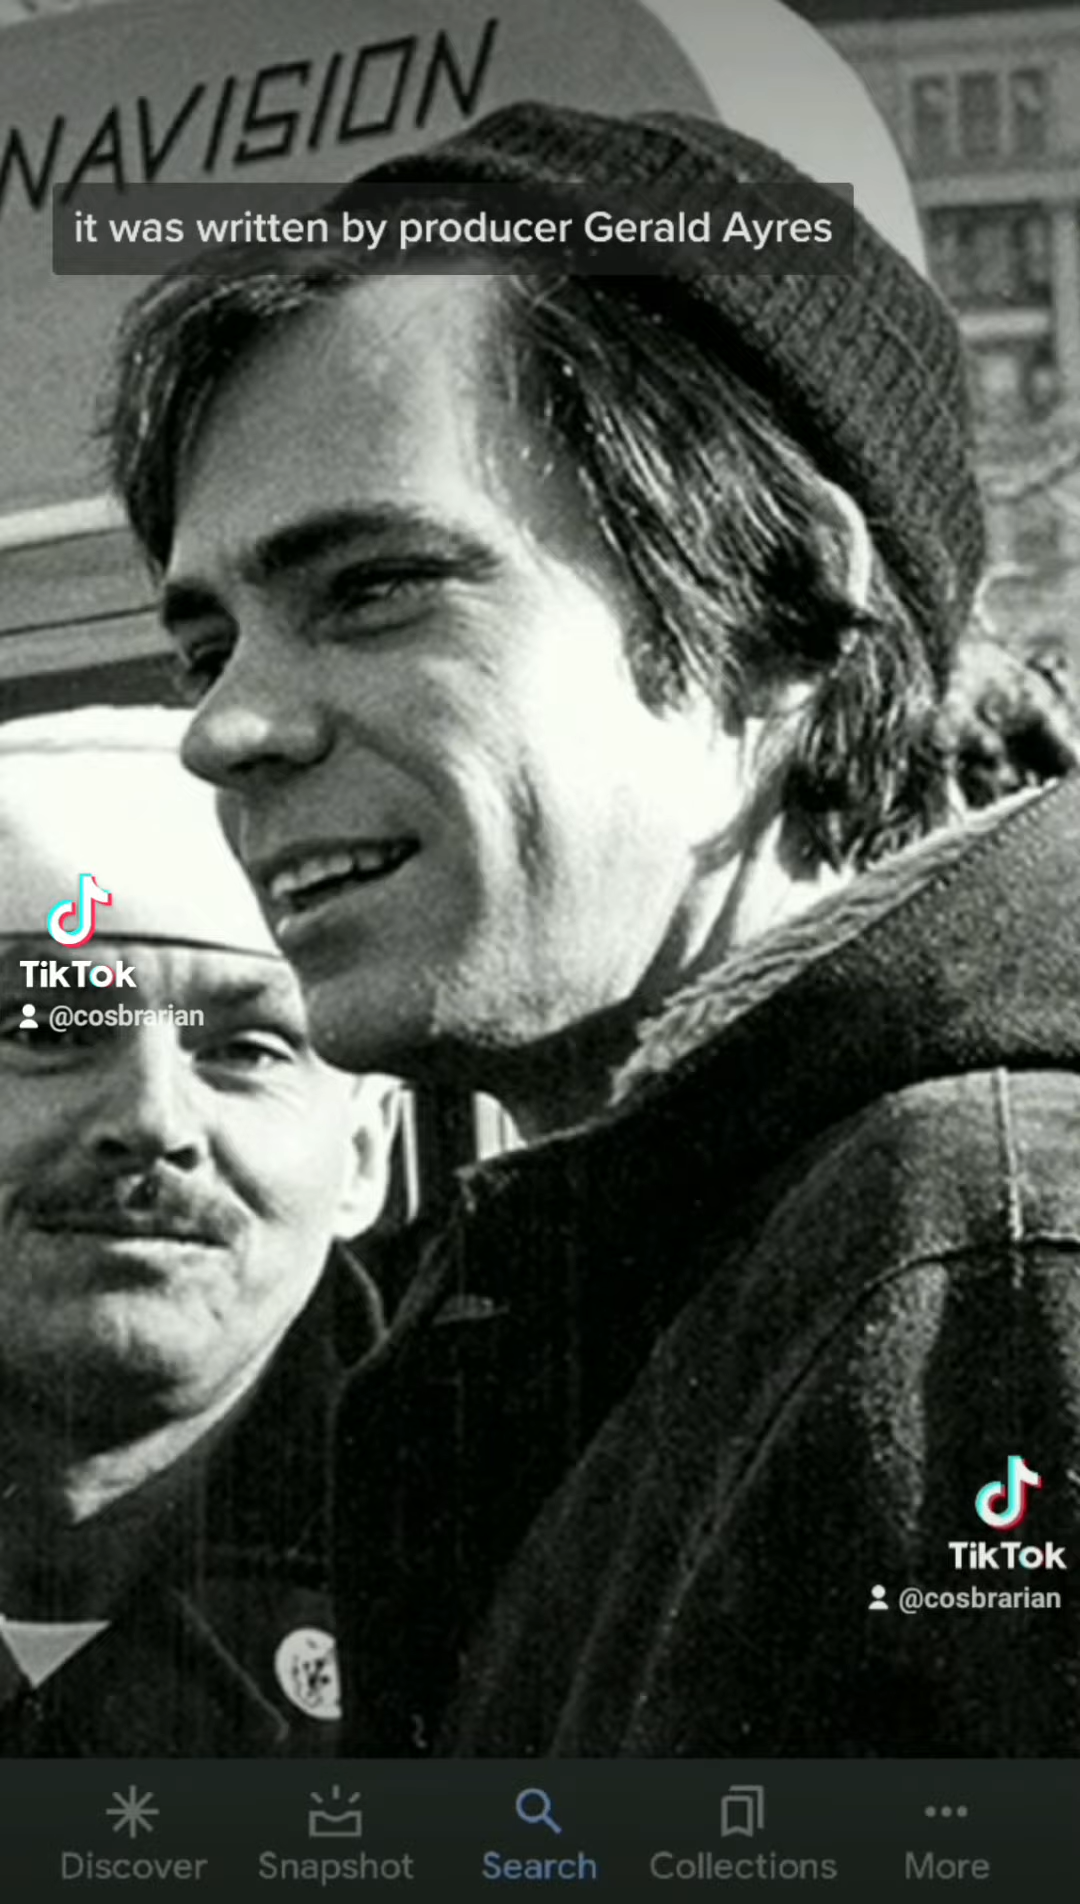 NAVISION
it was written by producer Gerald Ayres
TikTok
@cosbrarian
TikTok
@cosbrarian
Discover
Snapshot
Search
Collections
More